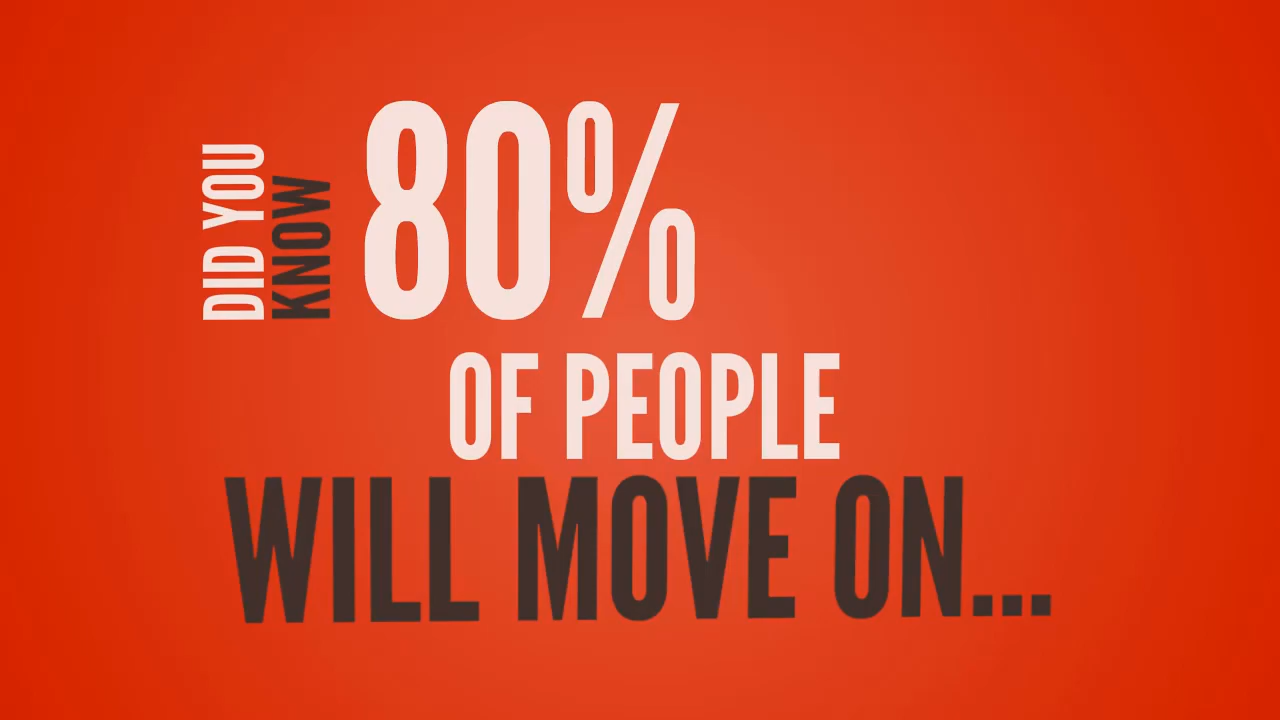 DID YOU
KNOW
80%
OF PEOPLE
WILL MOVE ON...